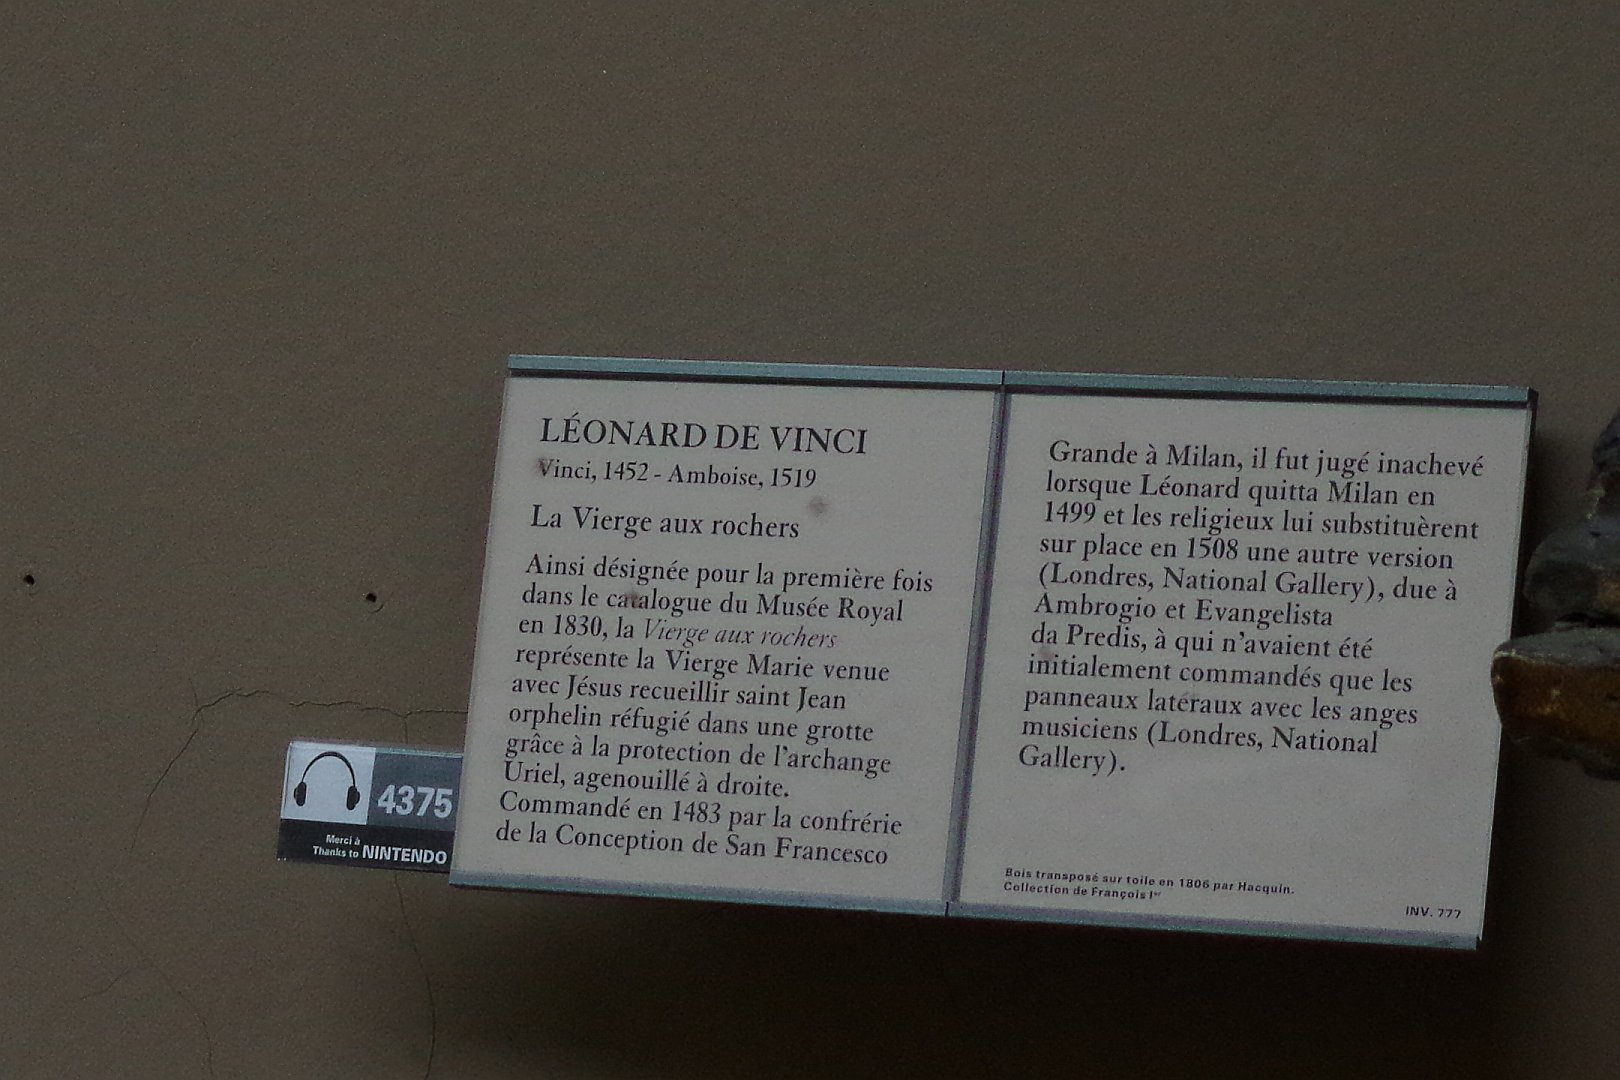 LÉONARD DE VINCI
Vinci, 1452 - Amboise, 1519
La Vierge aux rochers
Ainsi désignée pour la première fois
dans le catalogue du Musée Royal
en 1830, la Vierge aux rochers
représente la Vierge Marie venue
avec Jésus recueillir saint Jean
orphelin réfugié dans une grotte
grâce à la protection de l'archange
Uriel, agenouillé à droite.
Commandé en 1483 par la confrérie
de la Conception de San Francesco
Grande à Milan, il fut jugé inachevé
lorsque Léonard quitta Milan en
1499 et les religieux lui substituèrent
sur place en 1508 une autre version
(Londres, National Gallery), due à
Ambrogio et Evangelista
da Predis, à qui n'avaient été
initialement commandés que les
panneaux latéraux avec les anges
musiciens (Londres, National
Gallery).
Bois transposé sur toile en 1806 par Hacquin.
Collection de François Ier
INV. 777
4375
Merci à
Thanks to NINTENDO